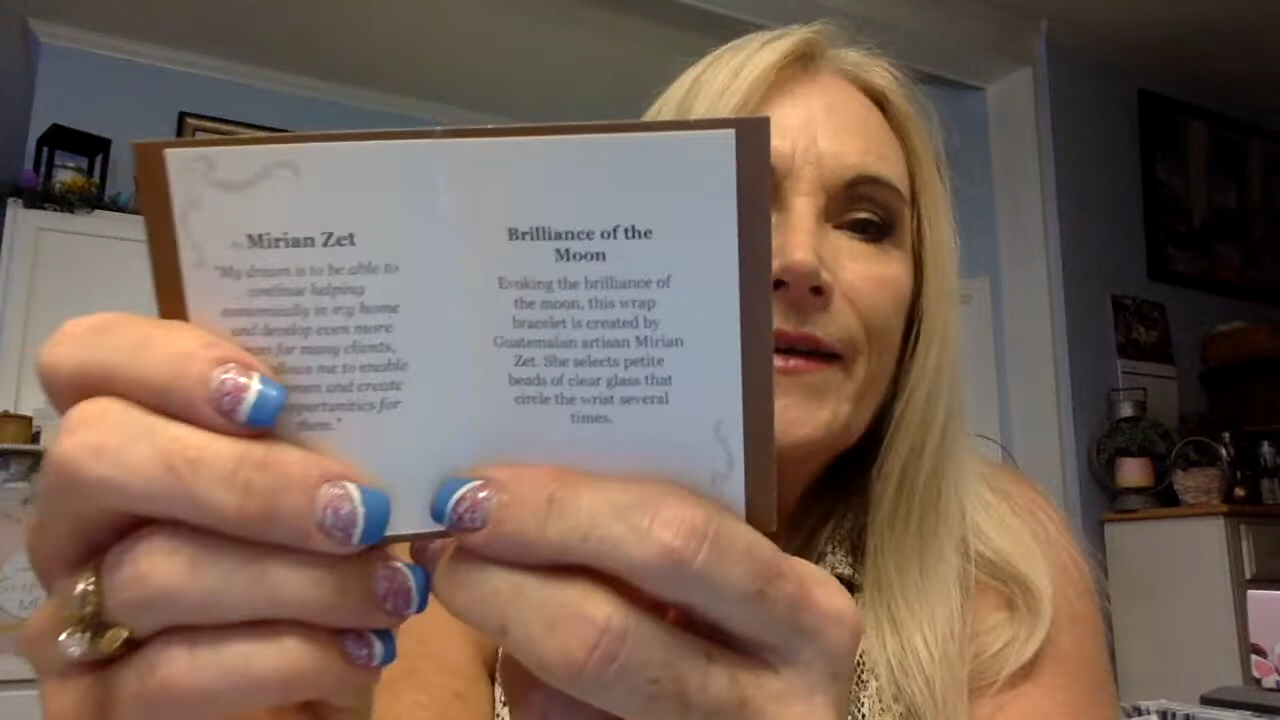 Mirian Zet
"My dream is to be able to
continue helping
economically in my home
and develop even more
for many clients,
allows me to enable
women and create
opportunities for
them."
Brilliance of the
Moon
Evoking the brilliance of
the moon, this wrap
bracelet is created by
Guatemalan artisan Mirian
Zet. She selects petite
beads of clear glass that
circle the wrist several
times.